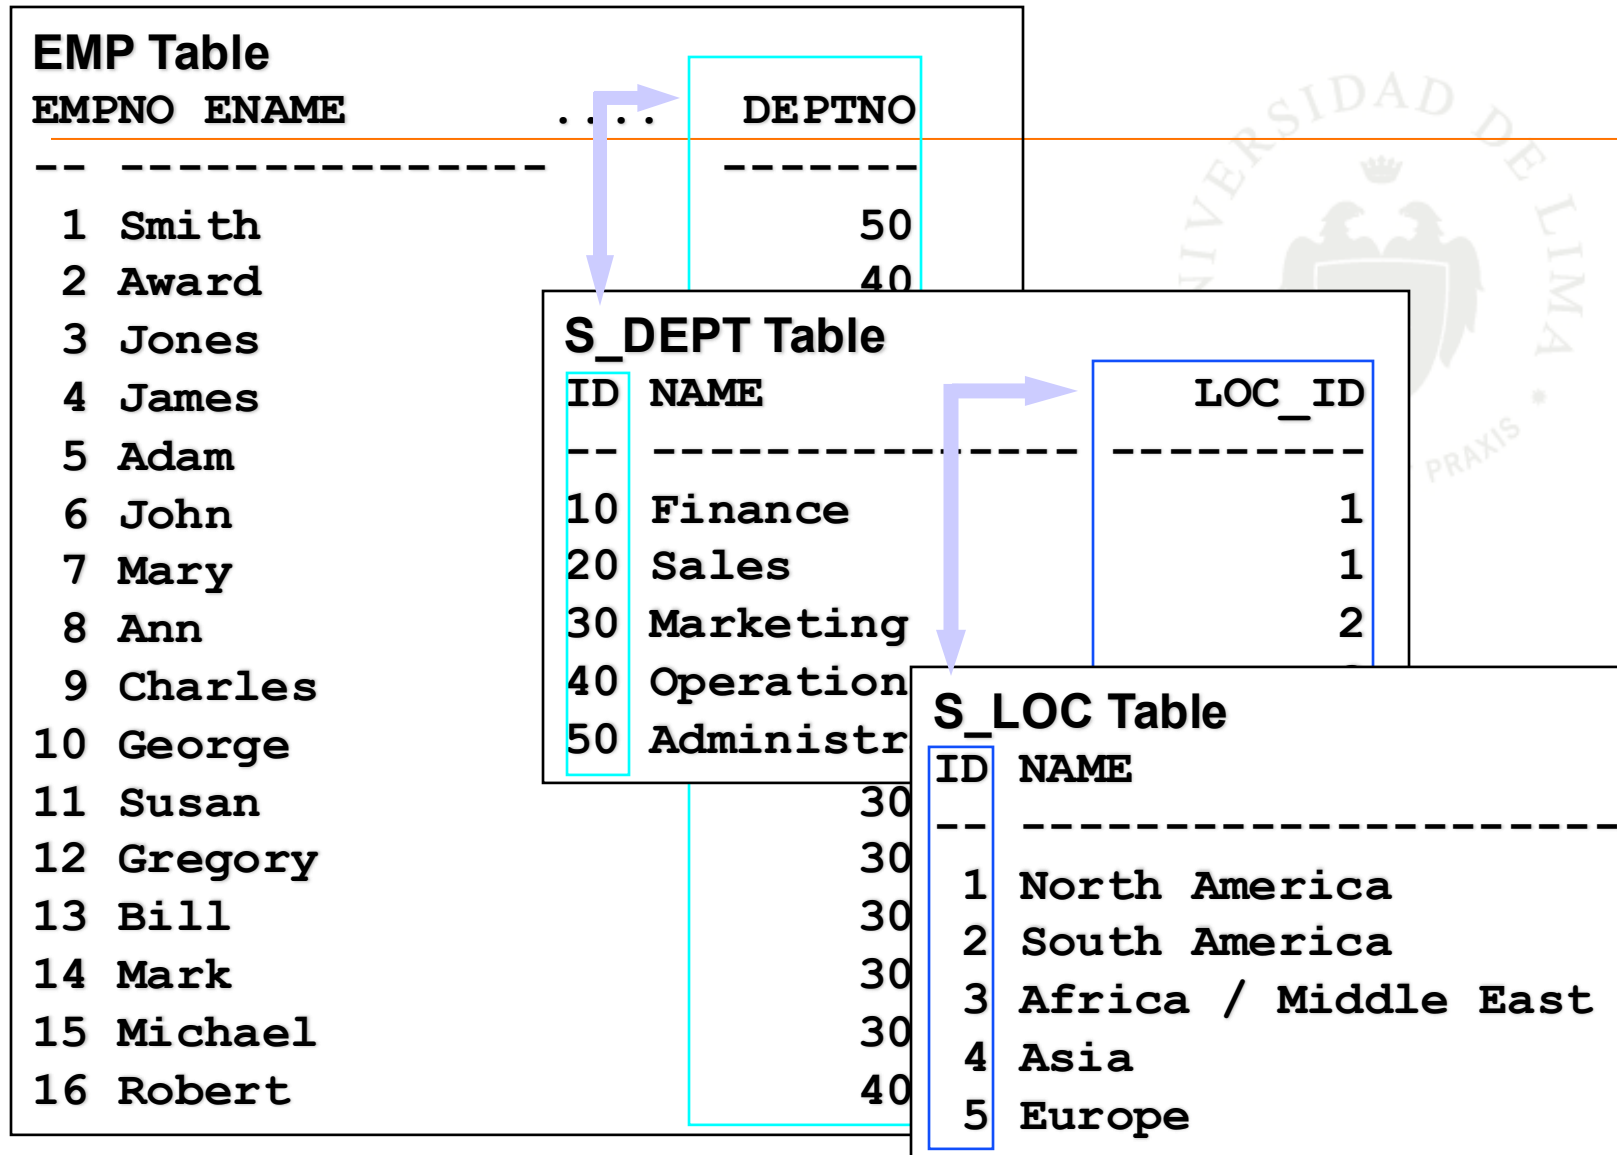 EMP Table
EMPNO ENAME .... DEPTNO
-- --------------- -------
1 Smith 50
2 Award 40
3 Jones
4 James
5 Adam
6 John
7 Mary
8 Ann
9 Charles
10 George
11 Susan 30
12 Gregory 30
13 Bill 30
14 Mark 30
15 Michael 30
16 Robert 40
S_DEPT Table
ID NAME LOC_ID
-- --------------- ---------
10 Finance 1
20 Sales 1
30 Marketing 2
40 Operation
50 Administr
S_LOC Table
ID NAME
-- ---------------------
1 North America
2 South America
3 Africa / Middle East
4 Asia
5 Europe
DE LIMA
PRAXIS